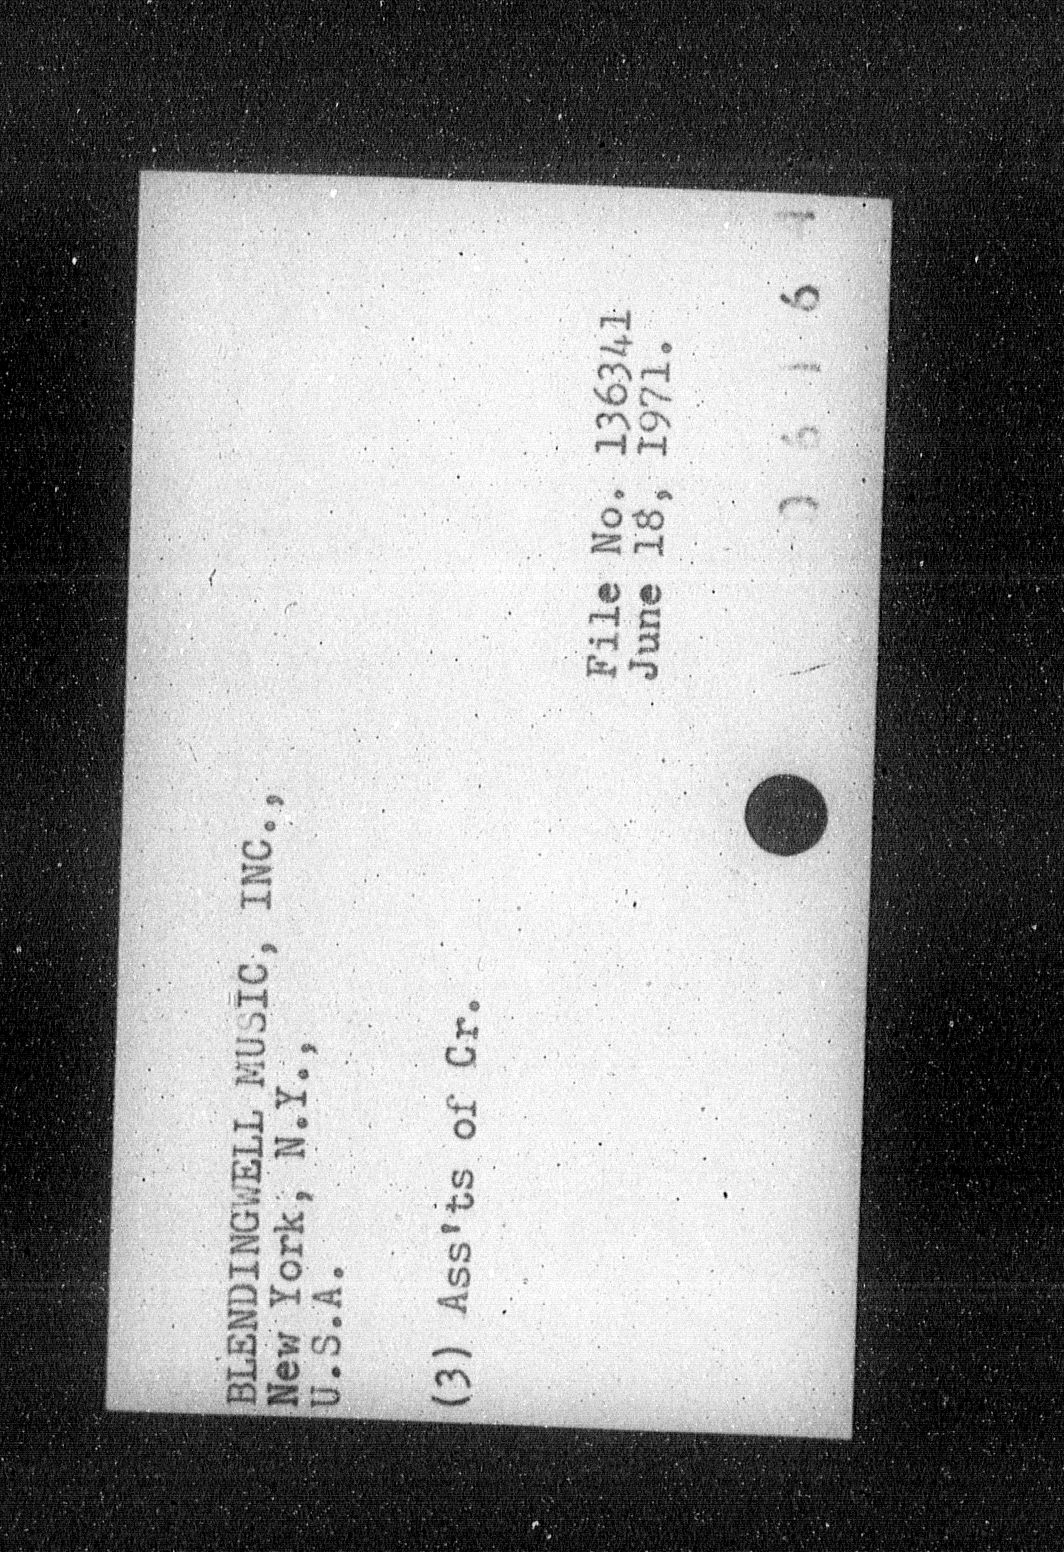 BLENDINGWELL MUSIC, INC.,
New York, N.Y.,
U.S.A.
(3) Ass'ts of Cr.
File No. 136341
June 18, 1971.